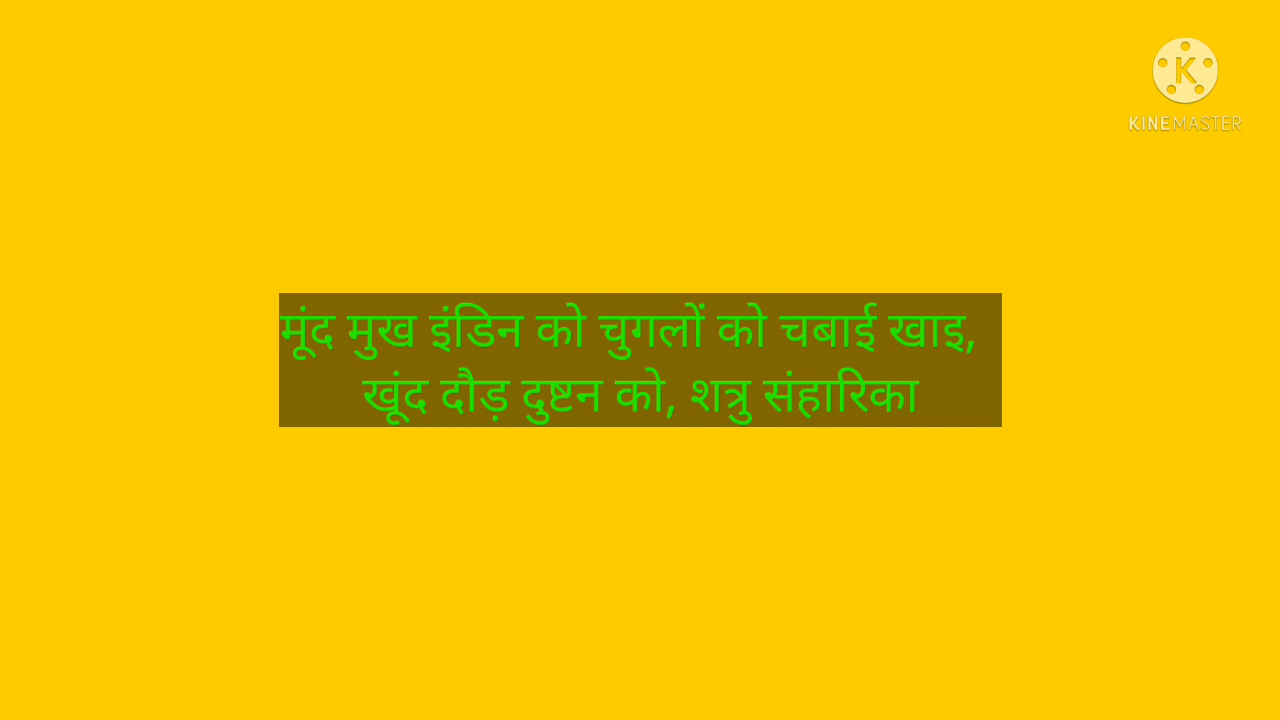 K
KINEMASTER
मूंद मुख इंडिन को चुगलों को चबाई खाइ,
खूंद दौड़ दुष्टन को, शत्रु संहारिका